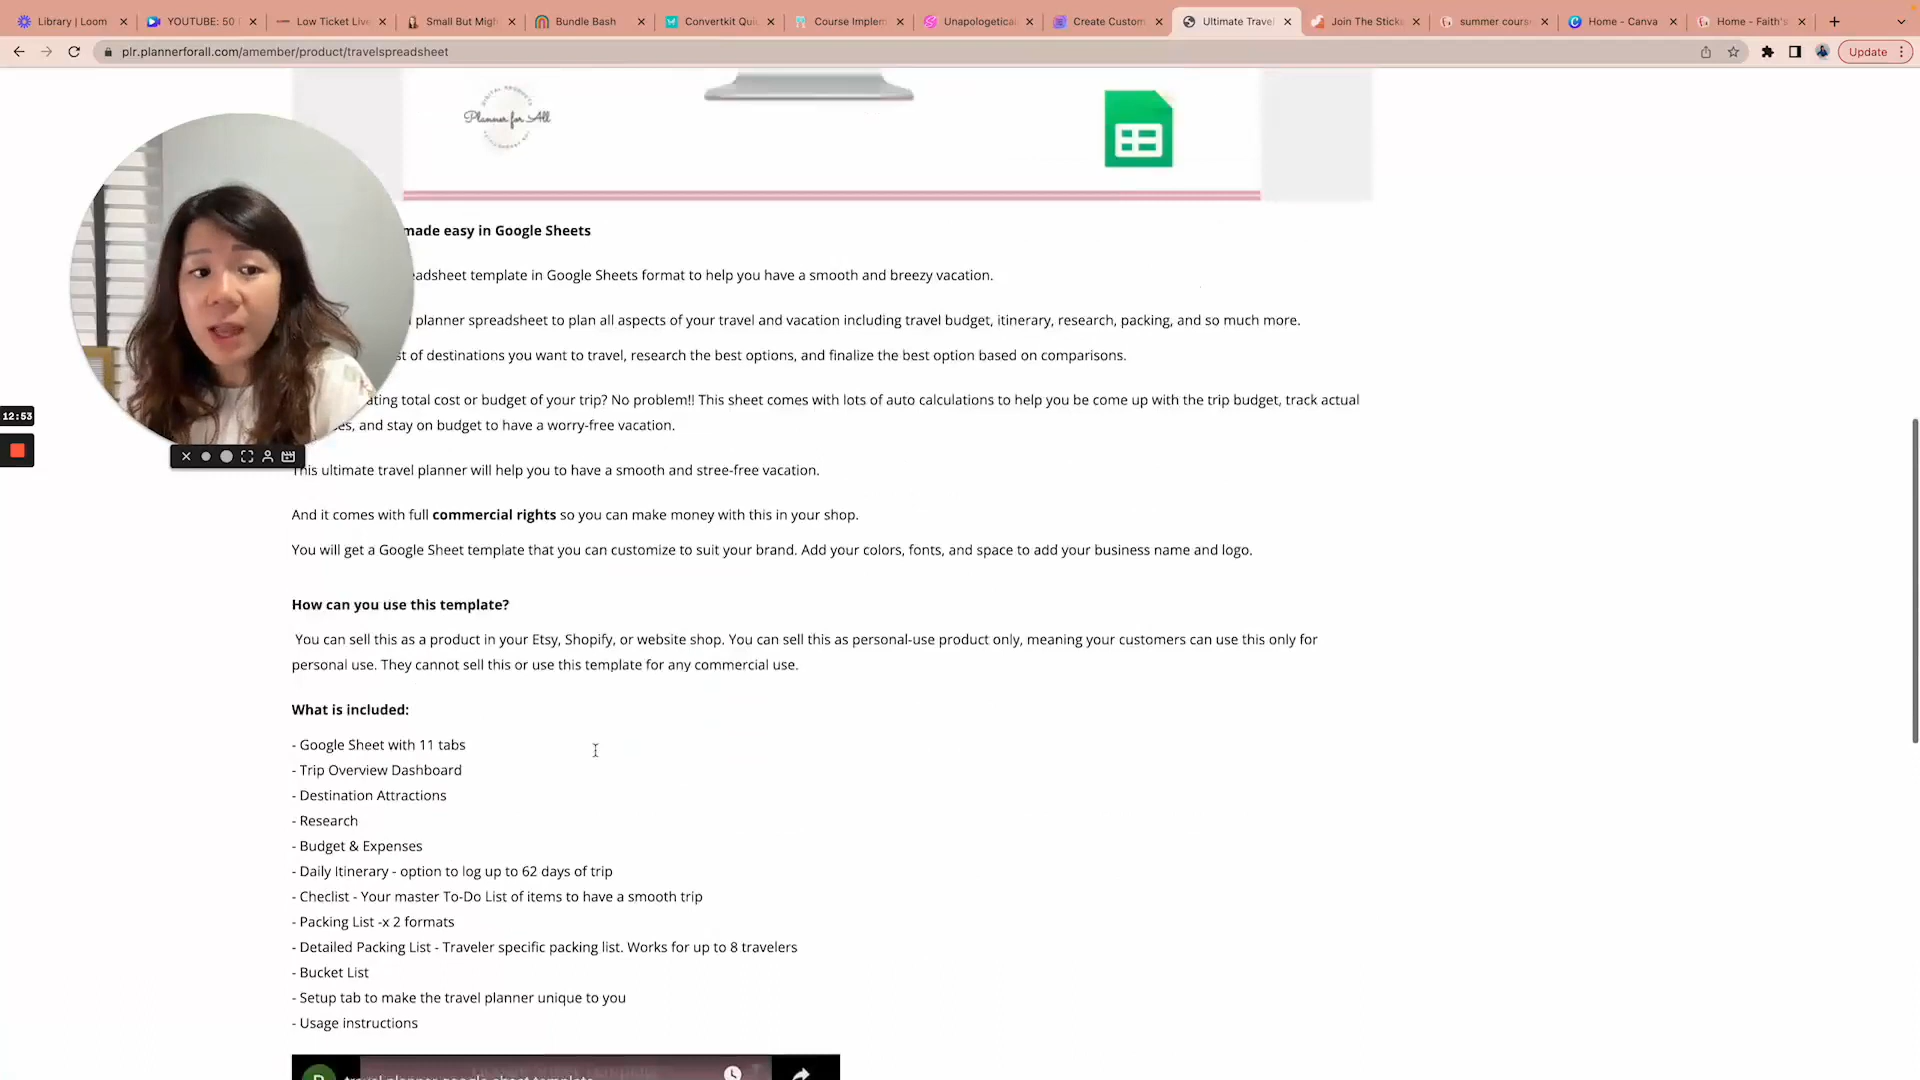 Library | Loom
YOUTUBE: 50
Low Ticket Live
Small But Migh
Bundle Bash
Convertkit Qui
Course Implem
Unapologetica
Create Custom
Ultimate Travel
Join The Sticke
summer cours
Home - Canva
Home - Faith's
plr.plannerforall.com/amember/product/travelspreadsheet
Update
DIGITAL PRODUCTS
Planner for All
made easy in Google Sheets
eadsheet template in Google Sheets format to help you have a smooth and breezy vacation.
planner spreadsheet to plan all aspects of your travel and vacation including travel budget, itinerary, research, packing, and so much more.
st of destinations you want to travel, research the best options, and finalize the best option based on comparisons.
ating total cost or budget of your trip? No problem!! This sheet comes with lots of auto calculations to help you be come up with the trip budget, track actual
es, and stay on budget to have a worry-free vacation.
12:53
This ultimate travel planner will help you to have a smooth and stree-free vacation.
And it comes with full commercial rights so you can make money with this in your shop.
You will get a Google Sheet template that you can customize to suit your brand. Add your colors, fonts, and space to add your business name and logo.
How can you use this template?
You can sell this as a product in your Etsy, Shopify, or website shop. You can sell this as personal-use product only, meaning your customers can use this only for
personal use. They cannot sell this or use this template for any commercial use.
What is included:
- Google Sheet with 11 tabs
- Trip Overview Dashboard
- Destination Attractions
- Research
- Budget & Expenses
- Daily Itinerary - option to log up to 62 days of trip
- Checlist - Your master To-Do List of items to have a smooth trip
- Packing List -x 2 formats
- Detailed Packing List - Traveler specific packing list. Works for up to 8 travelers
- Bucket List
- Setup tab to make the travel planner unique to you
- Usage instructions
travel planner google sheet template